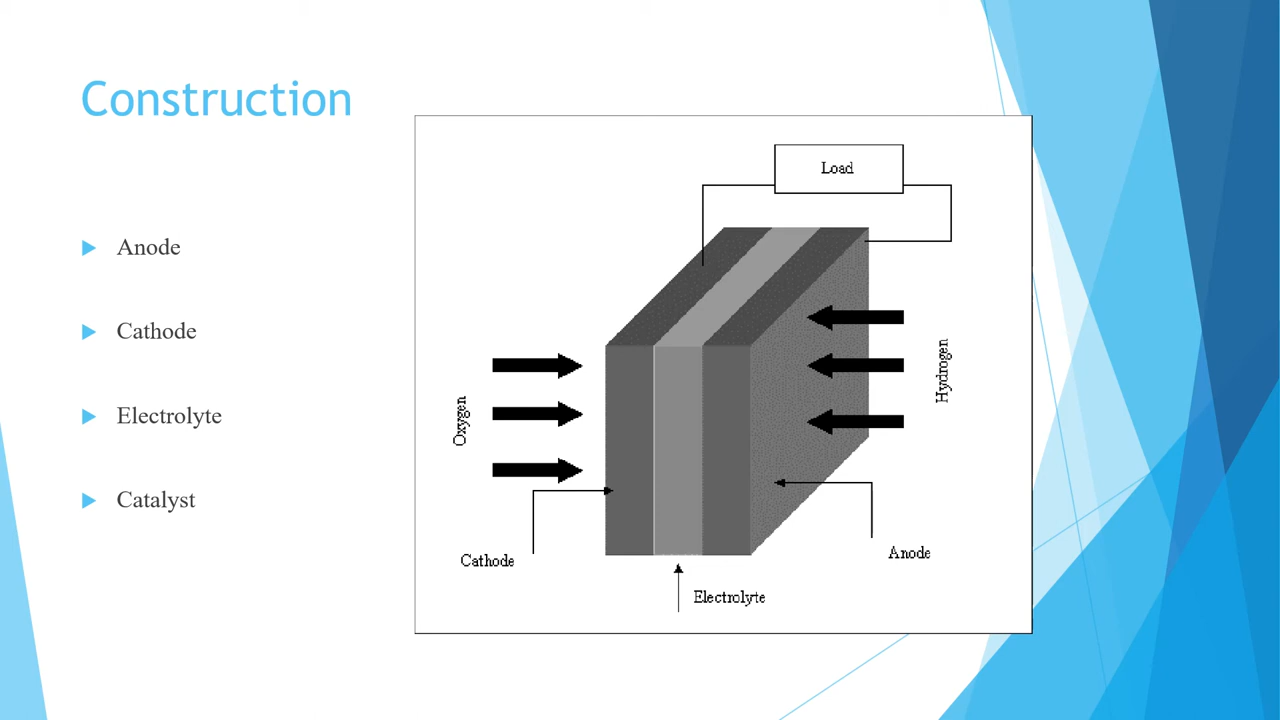 Construction
Anode
Cathode
Electrolyte
Catalyst
Load
Oxygen
Hydrogen
Cathode
Anode
Electrolyte